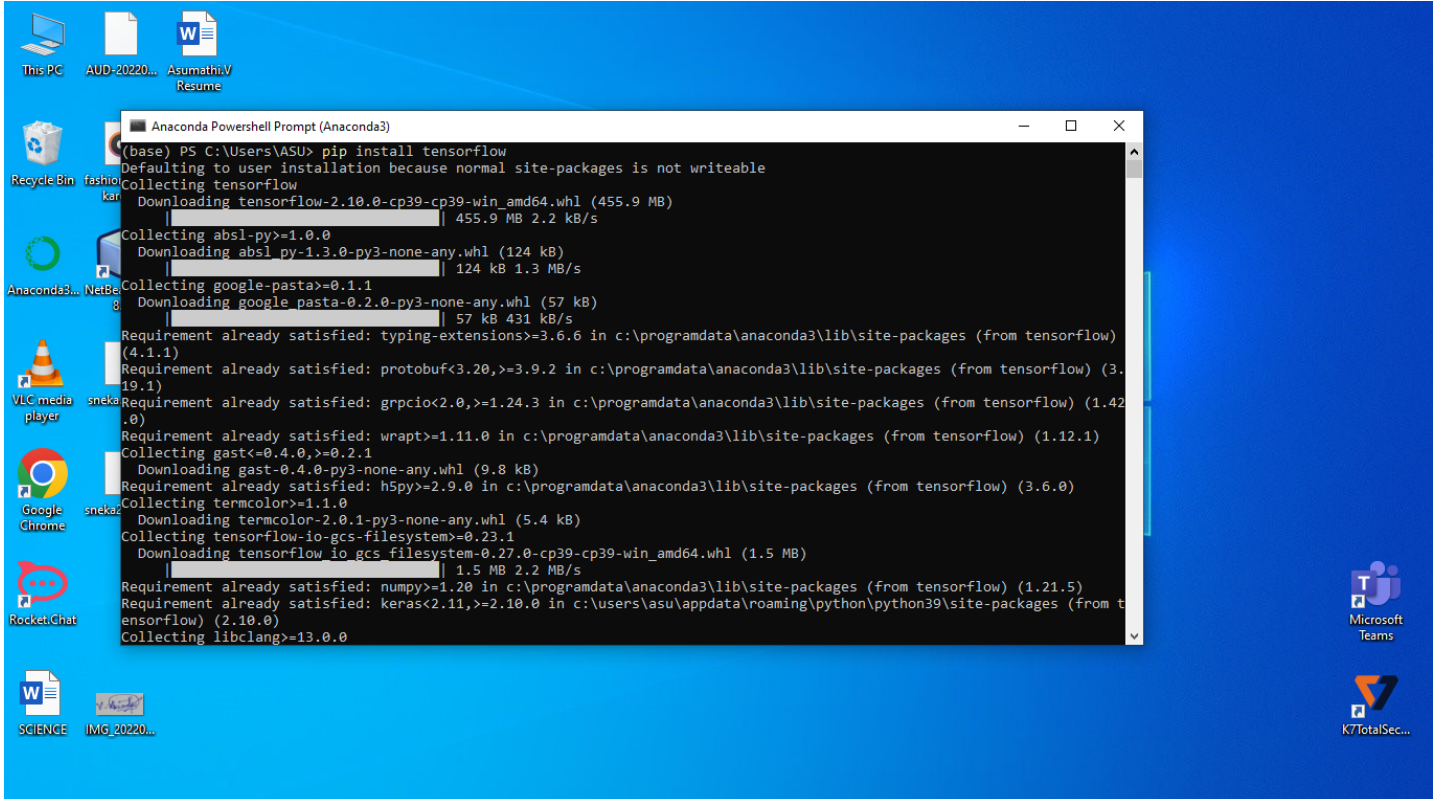 This PC
AUD-20220...
Asumathi.V
Resume
Recycle Bin
fashion
kar
Anaconda3...
NetBe
8.
VLC media
player
sneka
Google
Chrome
sneka2
Rocket.Chat
SCIENCE
IMG_20220...
Anaconda Powershell Prompt (Anaconda3)
(base) PS C:\Users\ASU> pip install tensorflow
Defaulting to user installation because normal site-packages is not writeable
Collecting tensorflow
Downloading tensorflow-2.10.0-cp39-cp39-win_amd64.whl (455.9 MB)
| | 455.9 MB 2.2 kB/s
Collecting absl-py>=1.0.0
Downloading absl_py-1.3.0-py3-none-any.whl (124 kB)
| | 124 kB 1.3 MB/s
Collecting google-pasta>=0.1.1
Downloading google_pasta-0.2.0-py3-none-any.whl (57 kB)
| | 57 kB 431 kB/s
Requirement already satisfied: typing-extensions>=3.6.6 in c:\programdata\anaconda3\lib\site-packages (from tensorflow)
(4.1.1)
Requirement already satisfied: protobuf<3.20,>=3.9.2 in c:\programdata\anaconda3\lib\site-packages (from tensorflow) (3.
19.1)
Requirement already satisfied: grpcio<2.0,>=1.24.3 in c:\programdata\anaconda3\lib\site-packages (from tensorflow) (1.42
.0)
Requirement already satisfied: wrapt>=1.11.0 in c:\programdata\anaconda3\lib\site-packages (from tensorflow) (1.12.1)
Collecting gast<=0.4.0,>=0.2.1
Downloading gast-0.4.0-py3-none-any.whl (9.8 kB)
Requirement already satisfied: h5py>=2.9.0 in c:\programdata\anaconda3\lib\site-packages (from tensorflow) (3.6.0)
Collecting termcolor>=1.1.0
Downloading termcolor-2.0.1-py3-none-any.whl (5.4 kB)
Collecting tensorflow-io-gcs-filesystem>=0.23.1
Downloading tensorflow_io_gcs_filesystem-0.27.0-cp39-cp39-win_amd64.whl (1.5 MB)
| | 1.5 MB 2.2 MB/s
Requirement already satisfied: numpy>=1.20 in c:\programdata\anaconda3\lib\site-packages (from tensorflow) (1.21.5)
Requirement already satisfied: keras<2.11,>=2.10.0 in c:\users\asu\appdata\roaming\python\python39\site-packages (from t
ensorflow) (2.10.0)
Collecting libclang>=13.0.0
Microsoft
Teams
K7TotalSec...